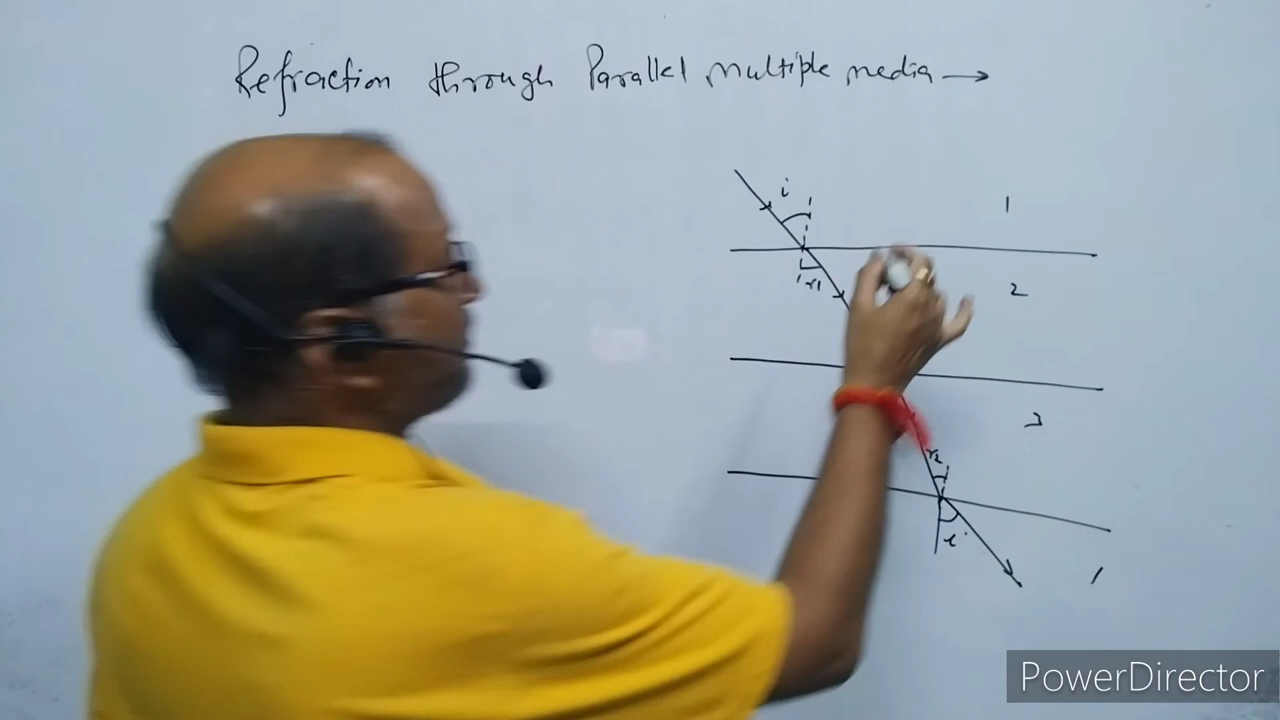 Refraction through Parallel multiple media →
i
1
r1
2
3
r2
e
1
PowerDirector